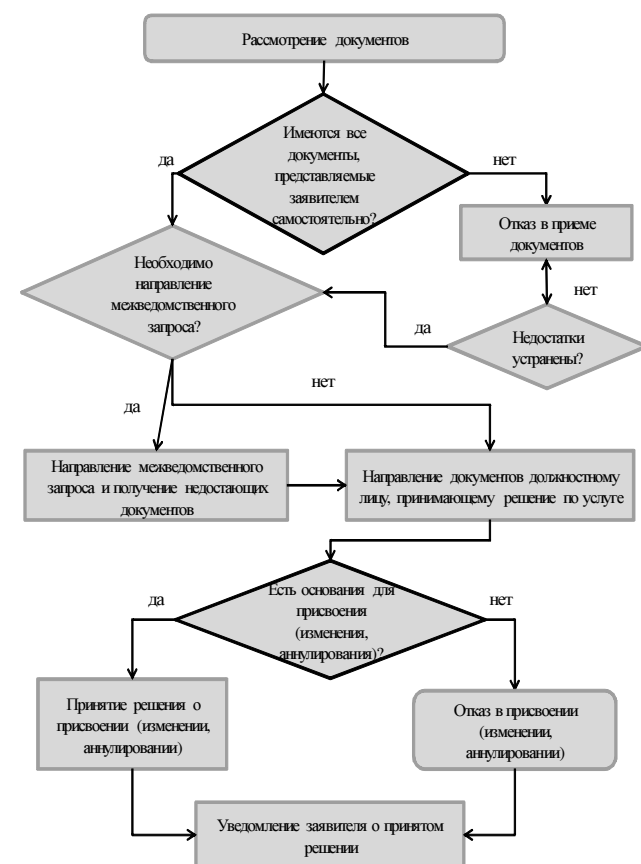 Рассмотрение документов
Имеются все
документы,
представляемые
заявителем
самостоятельно?
да
нет
Отказ в приеме
документов
Необходимо
направление
межведомственного
запроса?
нет
да
Недостатки
устранены?
нет
да
Направление межведомственного
запроса и получение недостающих
документов
Направление документов должностному
лицу, принимающему решение по услуге
Есть основания для
присвоения
(изменения,
аннулирования)?
да
нет
Принятие решения о
присвоении (изменении,
аннулировании)
Отказ в присвоении
(изменении,
аннулировании)
Уведомление заявителя о принятом
решении